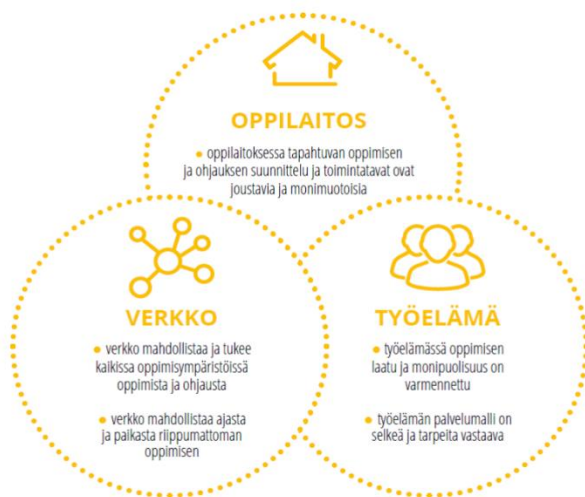 OPPILAITOS
• oppilaitoksessa tapahtuvan oppimisen
ja ohjauksen suunnittelu ja toimintatavat ovat
joustavia ja monimuotoisia
VERKKO
• verkko mahdollistaa ja tukee
kaikissa oppimisympäristöissä
oppimista ja ohjausta
• verkko mahdollistaa ajasta
ja paikasta riippumattoman
oppimisen
TYÖELÄMÄ
• työelämässä oppimisen
laatu ja monipuolisuus on
varmennettu
• työelämän palvelumalli on
selkeä ja tarpeita vastaava